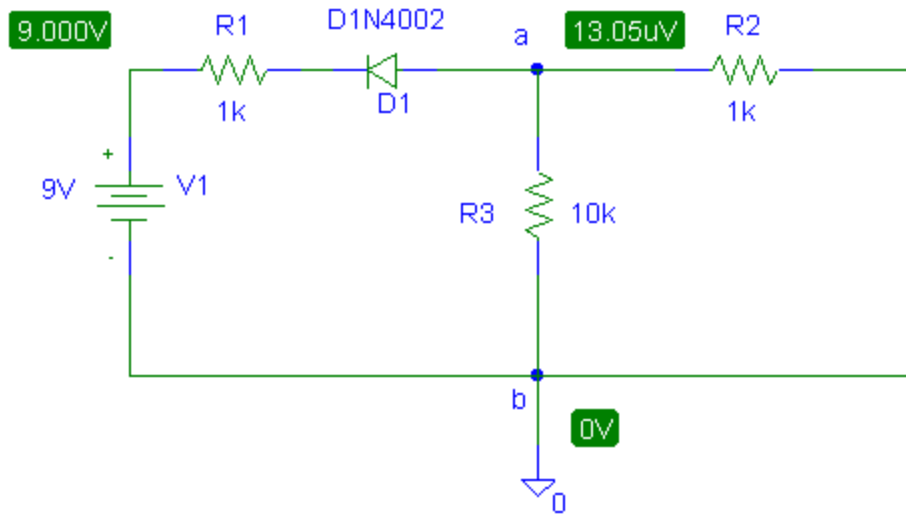 9.000V
R1
D1N4002
a
13.05uV
R2
1k
D1
1k
+
9V
V1
R3
10k
-
b
0V
0